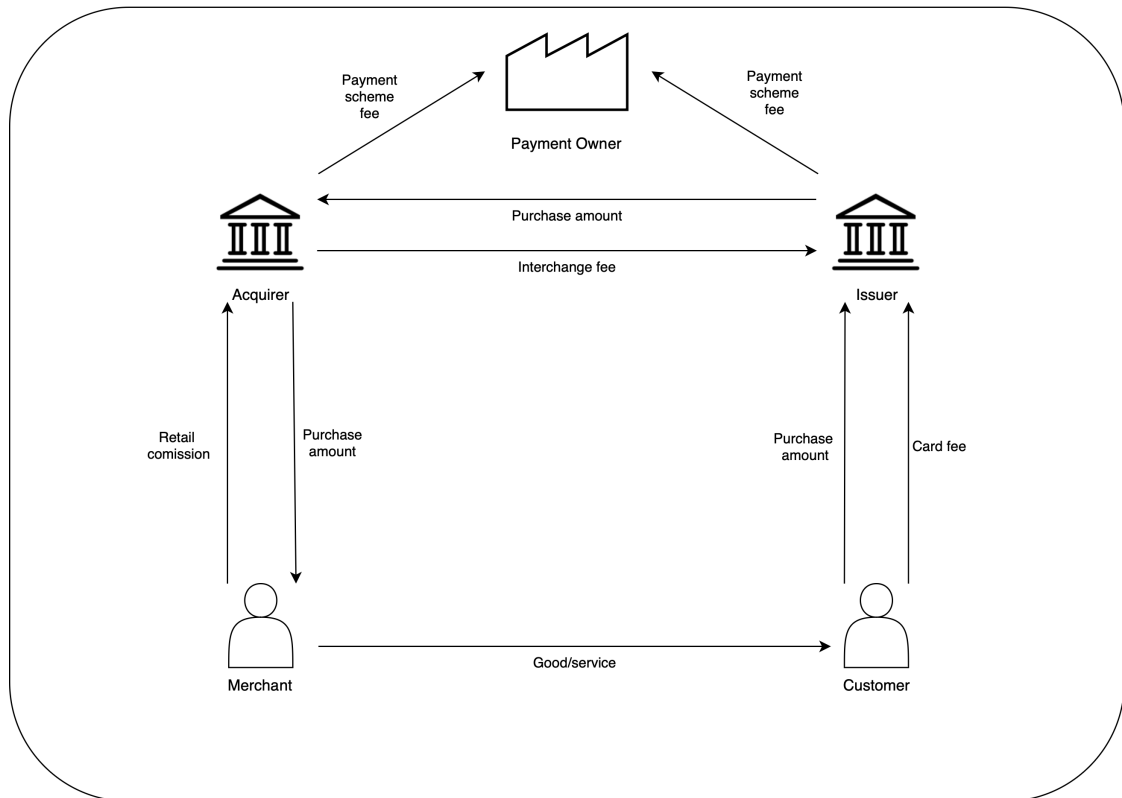 Payment
scheme
fee
Payment
scheme
fee
Payment Owner
Purchase amount
Interchange fee
Acquirer
Issuer
Retail
comission
Purchase
amount
Purchase
amount
Card fee
Good/service
Merchant
Customer